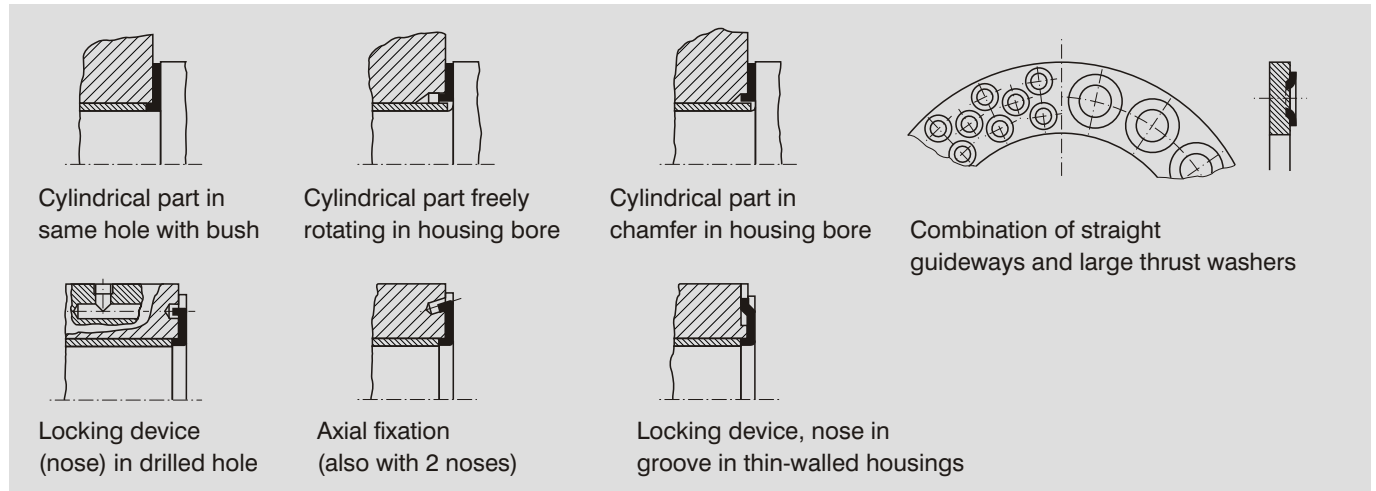 Cylindrical part in
same hole with bush
Cylindrical part freely
rotating in housing bore
Cylindrical part in
chamfer in housing bore
Combination of straight
guideways and large thrust washers
Locking device
(nose) in drilled hole
Axial fixation
(also with 2 noses)
Locking device, nose in
groove in thin-walled housings